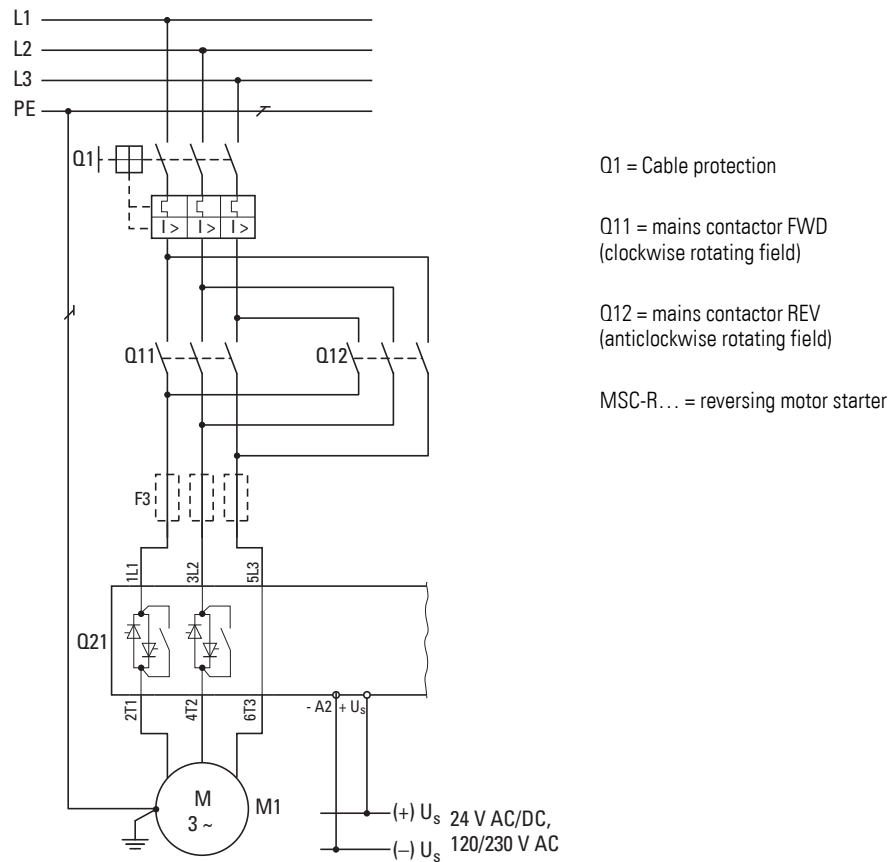 L1
L2
L3
PE
Q1
I > I > I >
Q1 = Cable protection
Q11 = mains contactor FWD
(clockwise rotating field)
Q12 = mains contactor REV
(anticlockwise rotating field)
MSC-R… = reversing motor starter
Q11
Q12
F3
1L1
3L2
5L3
Q21
2T1
4T2
6T3
- A2
+ Us
M
3 ~
M1
(+) Us
24 V AC/DC,
120/230 V AC
(–) Us